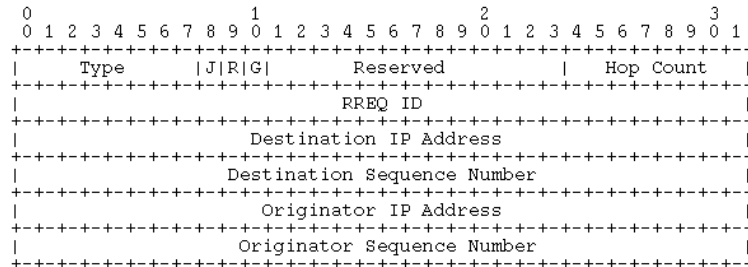 0                   1                   2                   3
0 1 2 3 4 5 6 7 8 9 0 1 2 3 4 5 6 7 8 9 0 1 2 3 4 5 6 7 8 9 0 1
+-+-+-+-+-+-+-+-+-+-+-+-+-+-+-+-+-+-+-+-+-+-+-+-+-+-+-+-+-+-+-+-
|     Type      |J|R|G|      Reserved           |   Hop Count   |
+-+-+-+-+-+-+-+-+-+-+-+-+-+-+-+-+-+-+-+-+-+-+-+-+-+-+-+-+-+-+-+-
|                            RREQ ID                            |
+-+-+-+-+-+-+-+-+-+-+-+-+-+-+-+-+-+-+-+-+-+-+-+-+-+-+-+-+-+-+-+-
|                    Destination IP Address                     |
+-+-+-+-+-+-+-+-+-+-+-+-+-+-+-+-+-+-+-+-+-+-+-+-+-+-+-+-+-+-+-+-
|                  Destination Sequence Number                  |
+-+-+-+-+-+-+-+-+-+-+-+-+-+-+-+-+-+-+-+-+-+-+-+-+-+-+-+-+-+-+-+-
|                     Originator IP Address                     |
+-+-+-+-+-+-+-+-+-+-+-+-+-+-+-+-+-+-+-+-+-+-+-+-+-+-+-+-+-+-+-+-
|                   Originator Sequence Number                  |
+-+-+-+-+-+-+-+-+-+-+-+-+-+-+-+-+-+-+-+-+-+-+-+-+-+-+-+-+-+-+-+-